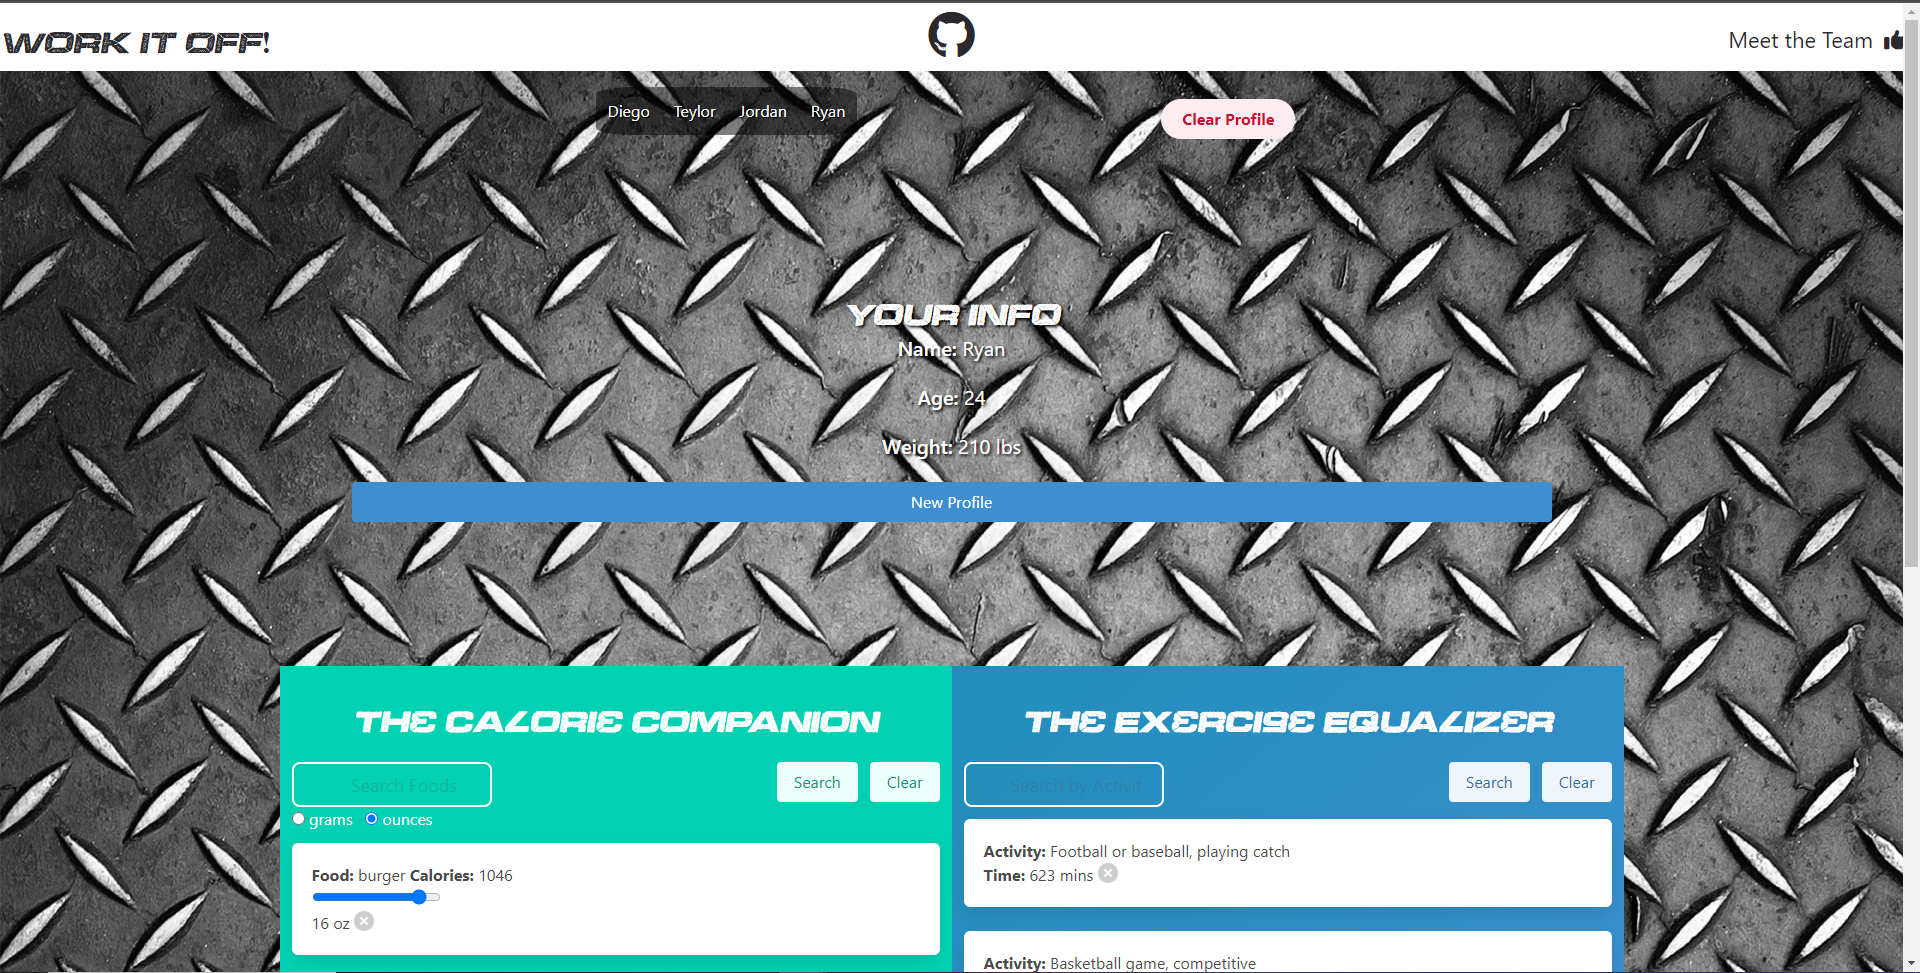 WORK IT OFF!
Meet the Team
Diego Teylor Jordan Ryan
Clear Profile
YOUR INFO
Name: Ryan
Age: 24
Weight: 210 lbs
New Profile
THE CALORIE COMPANION
Search Foods
Search
Clear
grams ounces
Food: burger Calories: 1046
16 oz
THE EXERCISE EQUALIZER
Search by Activit
Search
Clear
Activity: Football or baseball, playing catch
Time: 623 mins
Activity: Basketball game, competitive